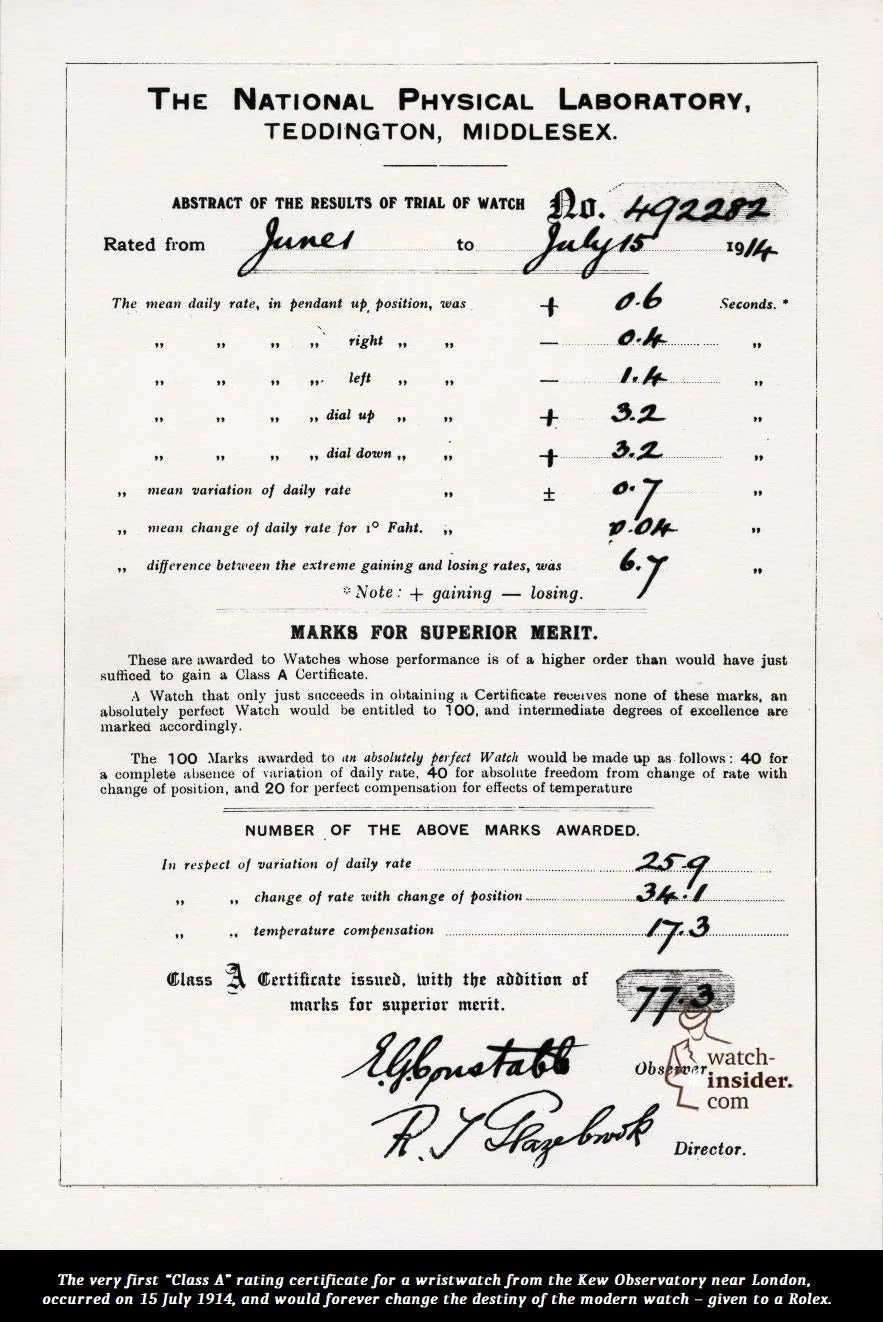 THE NATIONAL PHYSICAL LABORATORY,
TEDDINGTON, MIDDLESEX.
ABSTRACT OF THE RESULTS OF TRIAL OF WATCH No. 492282
Rated from June 1 to July 15 1914
The mean daily rate, in pendant up position, was + 0.6 Seconds. *
„ „ „ „ right „ „ — 0.4 „
„ „ „ „ left „ „ — 1.4 „
„ „ „ „ dial up „ „ + 3.2 „
„ „ „ „ dial down „ „ + 3.2 „
„ mean variation of daily rate „ ± 0.7 „
„ mean change of daily rate for 1° Faht. „ 0.04 „
„ difference between the extreme gaining and losing rates, was 6.7 „
* Note: + gaining — losing.
MARKS FOR SUPERIOR MERIT.
These are awarded to Watches whose performance is of a higher order than would have just
sufficed to gain a Class A Certificate.
A Watch that only just succeeds in obtaining a Certificate receives none of these marks, an
absolutely perfect Watch would be entitled to 100, and intermediate degrees of excellence are
marked accordingly.
The 100 Marks awarded to an absolutely perfect Watch would be made up as follows: 40 for
a complete absence of variation of daily rate, 40 for absolute freedom from change of rate with
change of position, and 20 for perfect compensation for effects of temperature
NUMBER OF THE ABOVE MARKS AWARDED.
In respect of variation of daily rate 25.9
„ „ change of rate with change of position 34.1
„ „ temperature compensation 17.3
Class A Certificate issued, with the addition of 77.3
marks for superior merit.
E.G. Constable Observer.
R. T Glazebrook Director.
watch-
insider.
com
The very first "Class A" rating certificate for a wristwatch from the Kew Observatory near London,
occurred on 15 July 1914, and would forever change the destiny of the modern watch – given to a Rolex.